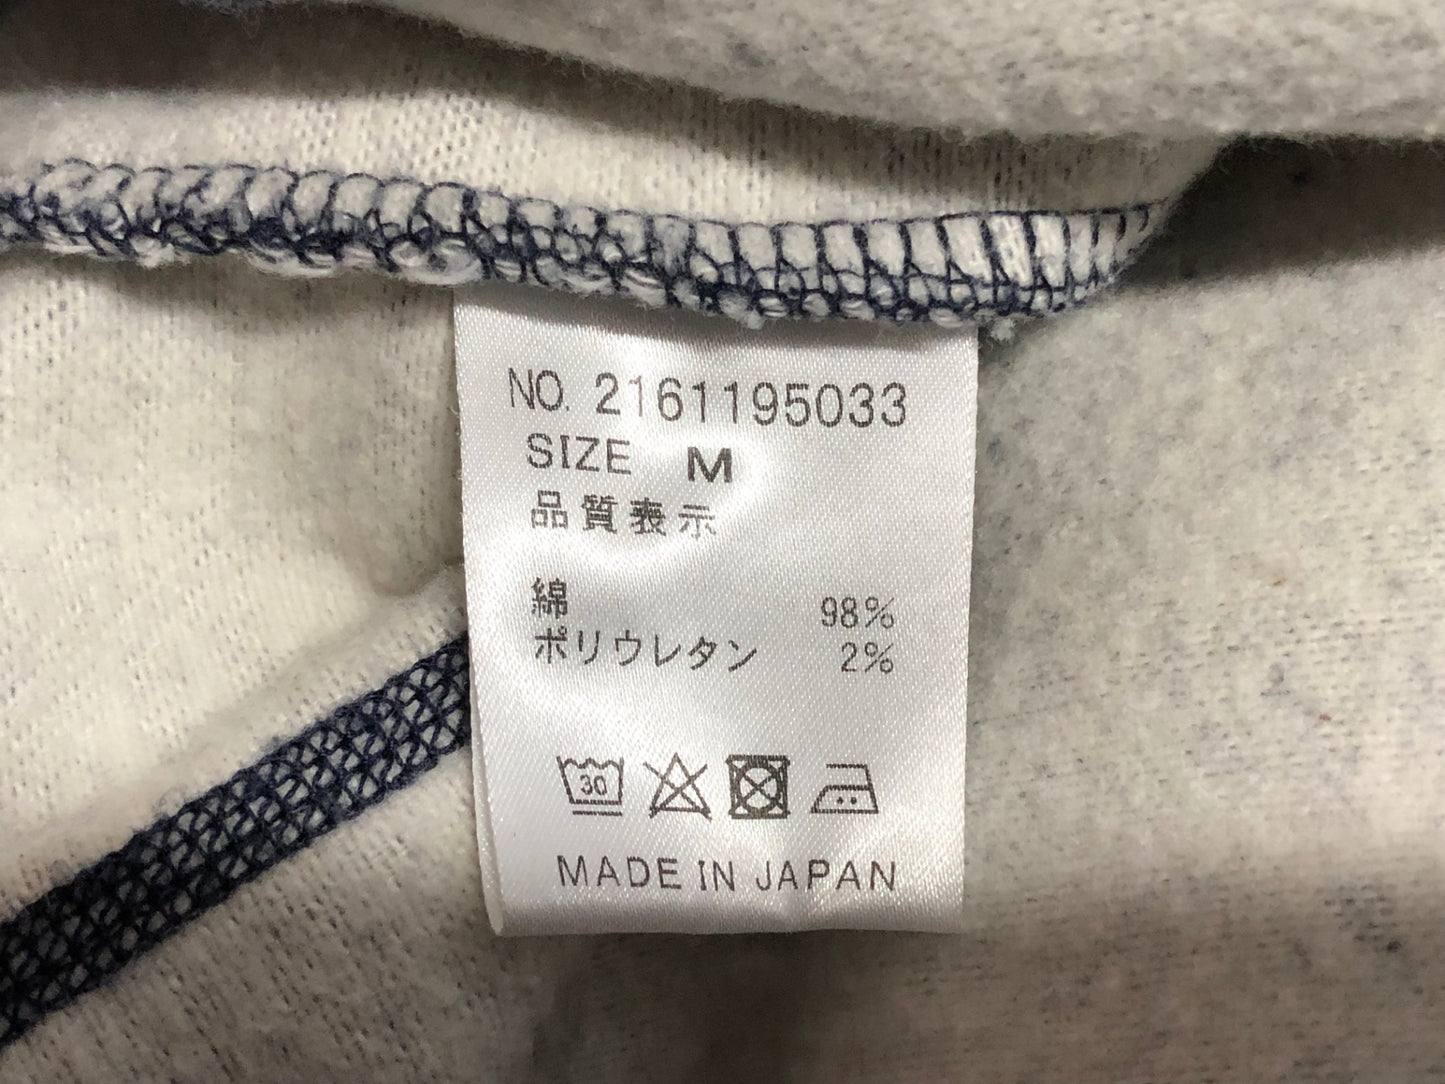 NO. 2161195033
SIZE M
品質表示
綿 98%
ポリウレタン 2%
30
MADE IN JAPAN